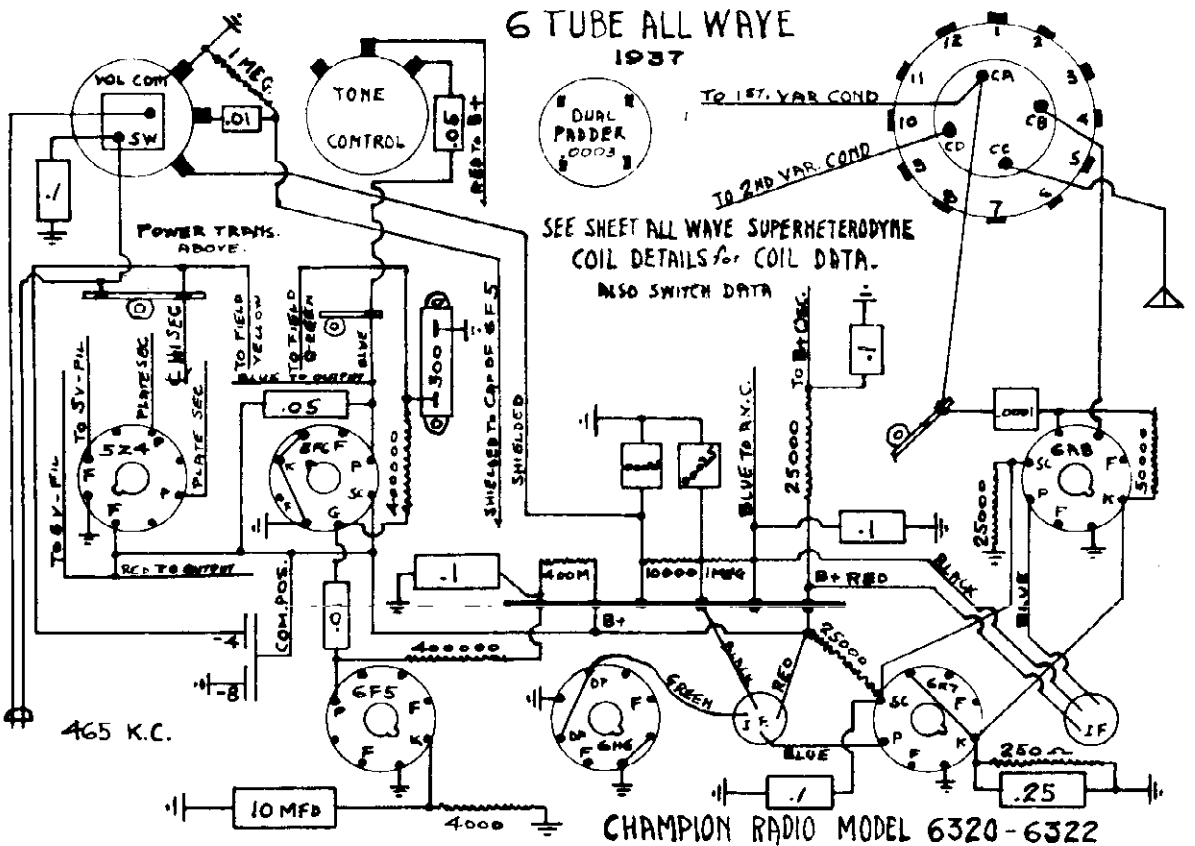 6 TUBE ALL WAVE
1937
VOL COM
SW
1 MEG.
.01
.1
TONE
CONTROL
.05
RED TO B+
DUAL
PADDER
.0003
TO 1ST. VAR COND
TO 2ND VAR. COND
1
2
3
4
5
6
7
8
9
10
11
12
CA
CB
CC
CD
POWER TRANS.
ABOVE.
SEE SHEET ALL WAVE SUPERHETERODYNE
COIL DETAILS for COIL DATA.
ALSO SWITCH DATA
TO 5V-FIL
PLATE SEC
HI SEC
PLATE SEC
TO FIELD
YELLOW
TO FIELD
GREEN
BLUE
BLUE TO OUTPUT
300
.05
40000
SHIELDED TO CAP OF 6F5
SHIELDED
BLUE TO A.V.C.
25000
TO B+ OSC.
.1
.0001
5Z4
F
P
P
F
TO 5V-FIL
RED TO OUTPUT
F
K
P
SC
G
6A8
SC
F
P
K
F
50000
25000
.1
400M
10000
1MEG
.1
B+ RED
BLACK
BLUE
COM. POS.
-4
-8
B+
400000
25000
6F5
P
F
F
K
DP
F
DP
6H6
F
GREEN
BLACK
RED
I F.
BLUE
SC
6K7
F
P
K
F
IF
465 K.C.
10 MFD
4000
.1
250 Ω
.25
CHAMPION RADIO MODEL 6320-6322